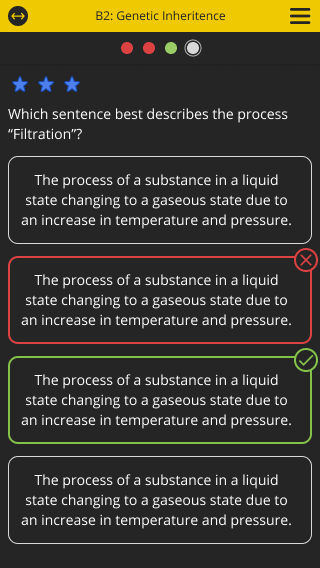 B2: Genetic Inheritence
Which sentence best describes the process
“Filtration”?
The process of a substance in a liquid
state changing to a gaseous state due to
an increase in temperature and pressure.
The process of a substance in a liquid
state changing to a gaseous state due to
an increase in temperature and pressure.
The process of a substance in a liquid
state changing to a gaseous state due to
an increase in temperature and pressure.
The process of a substance in a liquid
state changing to a gaseous state due to
an increase in temperature and pressure.